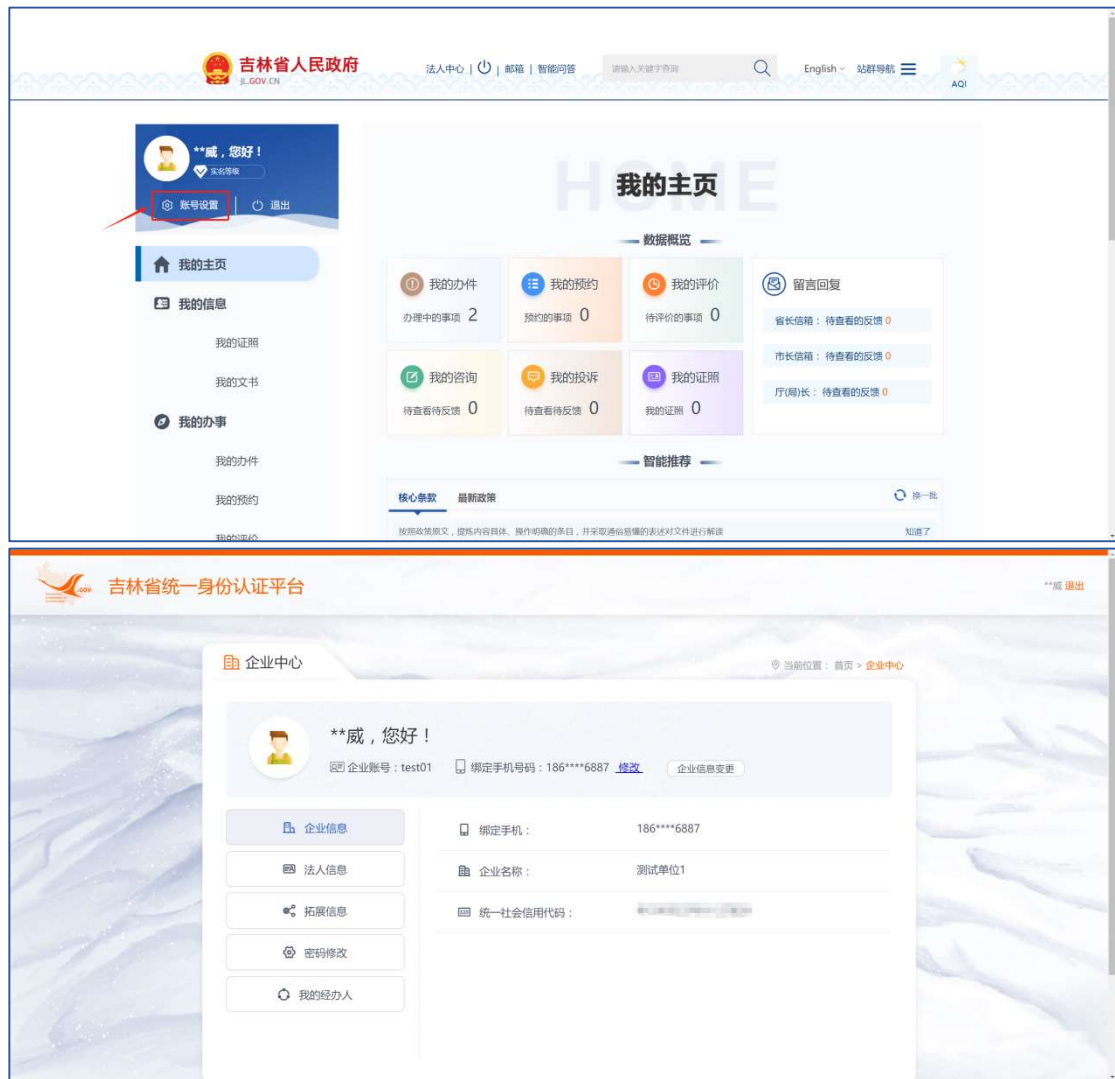 吉林省人民政府
JL.GOV.CN
法人中心 | 邮箱 | 智能问答
请输入关键字查询
English
站群导航
AQI
**威，您好！
实名等级
账号设置
退出
HOME
我的主页
数据概览
我的主页
我的信息
我的证照
我的文书
我的办事
我的办件
我的预约
我的评价
我的办件
办理中的事项 2
我的预约
预约的事项 0
我的评价
待评价的事项 0
留言回复
省长信箱： 待查看的反馈 0
市长信箱： 待查看的反馈 0
厅(局)长： 待查看的反馈 0
我的咨询
待查看待反馈 0
我的投诉
待查看待反馈 0
我的证照
我的证照 0
智能推荐
核心条款 最新政策
换一批
按照政策原文，提炼内容具体、操作明确的条目，并采取通俗易懂的表述对文件进行解读
知道了
.GOV
吉林省统一身份认证平台
**威 退出
企业中心
当前位置： 首页 > 企业中心
**威，您好！
企业账号：test01
绑定手机号码：186****6887 修改
企业信息变更
企业信息
法人信息
拓展信息
密码修改
我的经办人
绑定手机： 186****6887
企业名称： 测试单位1
统一社会信用代码：